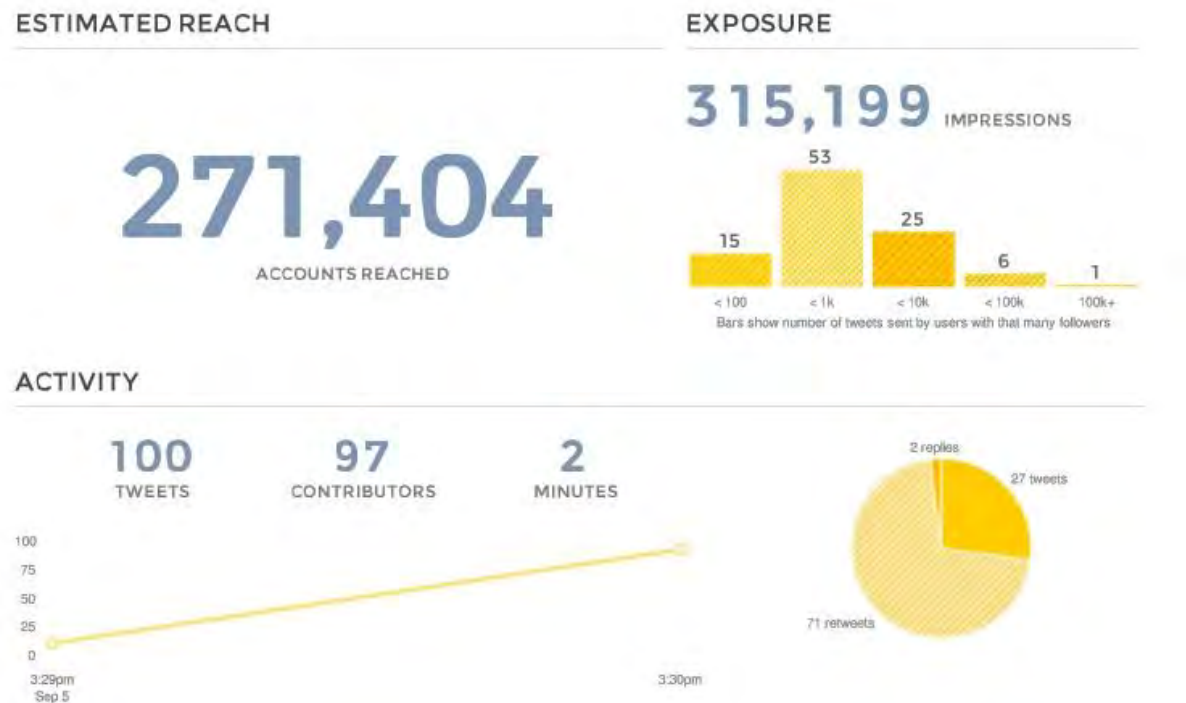 ESTIMATED REACH
271,404
ACCOUNTS REACHED
EXPOSURE
315,199 IMPRESSIONS
53
25
15
6
1
< 100 < 1k < 10k < 100k 100k+
Bars show number of tweets sent by users with that many followers
ACTIVITY
100 97 2
TWEETS CONTRIBUTORS MINUTES
100
75
50
25
0
3:29pm 3:30pm
Sep 5
2 replies
27 tweets
71 retweets